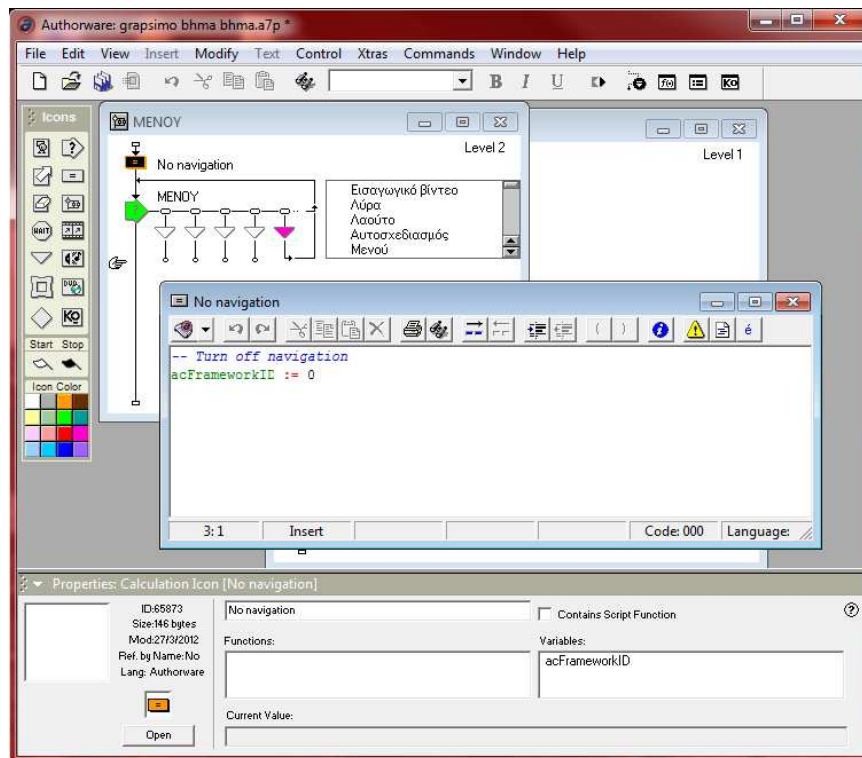 Authorware: grapsimo bhma bhma.a7p *
File Edit View Insert Modify Text Control Xtras Commands Window Help
B I U
Icons
MENOY
Level 2
Level 1
No navigation
MENOY
Εισαγωγικό βίντεο
Λύρα
Λαούτο
Αυτοσχεδιασμός
Μενού
WAIT
KO
Start Stop
Icon Color
No navigation
-- Turn off navigation
acFrameworkID := 0
3: 1 Insert Code: 000 Language:
Properties: Calculation Icon [No navigation]
ID:65873
Size:146 bytes
Mod:27/3/2012
Ref. by Name:No
Lang: Authorware
Open
No navigation
Contains Script Function
Functions:
Variables:
acFrameworkID
Current Value: